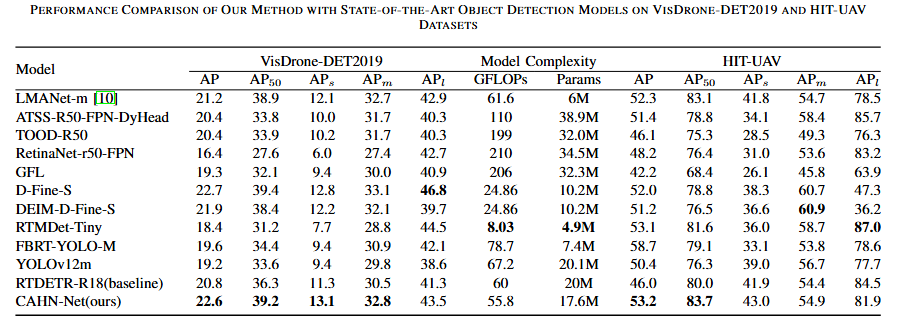 PERFORMANCE COMPARISON OF OUR METHOD WITH STATE-OF-THE-ART OBJECT DETECTION MODELS ON VISDRONE-DET2019 AND HIT-UAV
DATASETS
Model VisDrone-DET2019 Model Complexity HIT-UAV
AP AP50 APs APm APl GFLOPs Params AP AP50 APs APm APl
LMANet-m [10] 21.2 38.9 12.1 32.7 42.9 61.6 6M 52.3 83.1 41.8 54.7 78.5
ATSS-R50-FPN-DyHead 20.4 33.8 10.0 31.7 40.3 110 38.9M 51.4 78.8 34.1 58.4 85.7
TOOD-R50 20.4 33.9 10.2 31.7 40.3 199 32.0M 46.1 75.3 28.5 49.3 76.3
RetinaNet-r50-FPN 16.4 27.6 6.0 27.4 42.7 210 34.5M 48.2 76.4 31.0 53.6 83.2
GFL 19.3 32.1 9.4 30.0 40.9 206 32.3M 42.2 68.4 26.1 45.8 63.9
D-Fine-S 22.7 39.4 12.8 33.1 46.8 24.86 10.2M 52.0 78.8 38.3 60.7 47.3
DEIM-D-Fine-S 21.9 38.4 12.2 32.1 39.7 24.86 10.2M 51.2 76.5 36.6 60.9 36.2
RTMDet-Tiny 18.4 31.2 7.7 28.8 44.5 8.03 4.9M 53.1 81.6 36.0 58.7 87.0
FBRT-YOLO-M 19.6 34.4 9.4 30.9 42.1 78.7 7.4M 58.7 79.1 33.1 53.8 78.6
YOLOv12m 19.2 33.6 9.4 29.8 38.6 67.2 20.1M 50.4 76.3 39.0 56.7 77.7
RTDETR-R18(baseline) 20.8 36.3 11.3 30.5 41.3 60 20M 46.0 80.0 41.9 54.4 84.5
CAHN-Net(ours) 22.6 39.2 13.1 32.8 43.5 55.8 17.6M 53.2 83.7 43.0 54.9 81.9